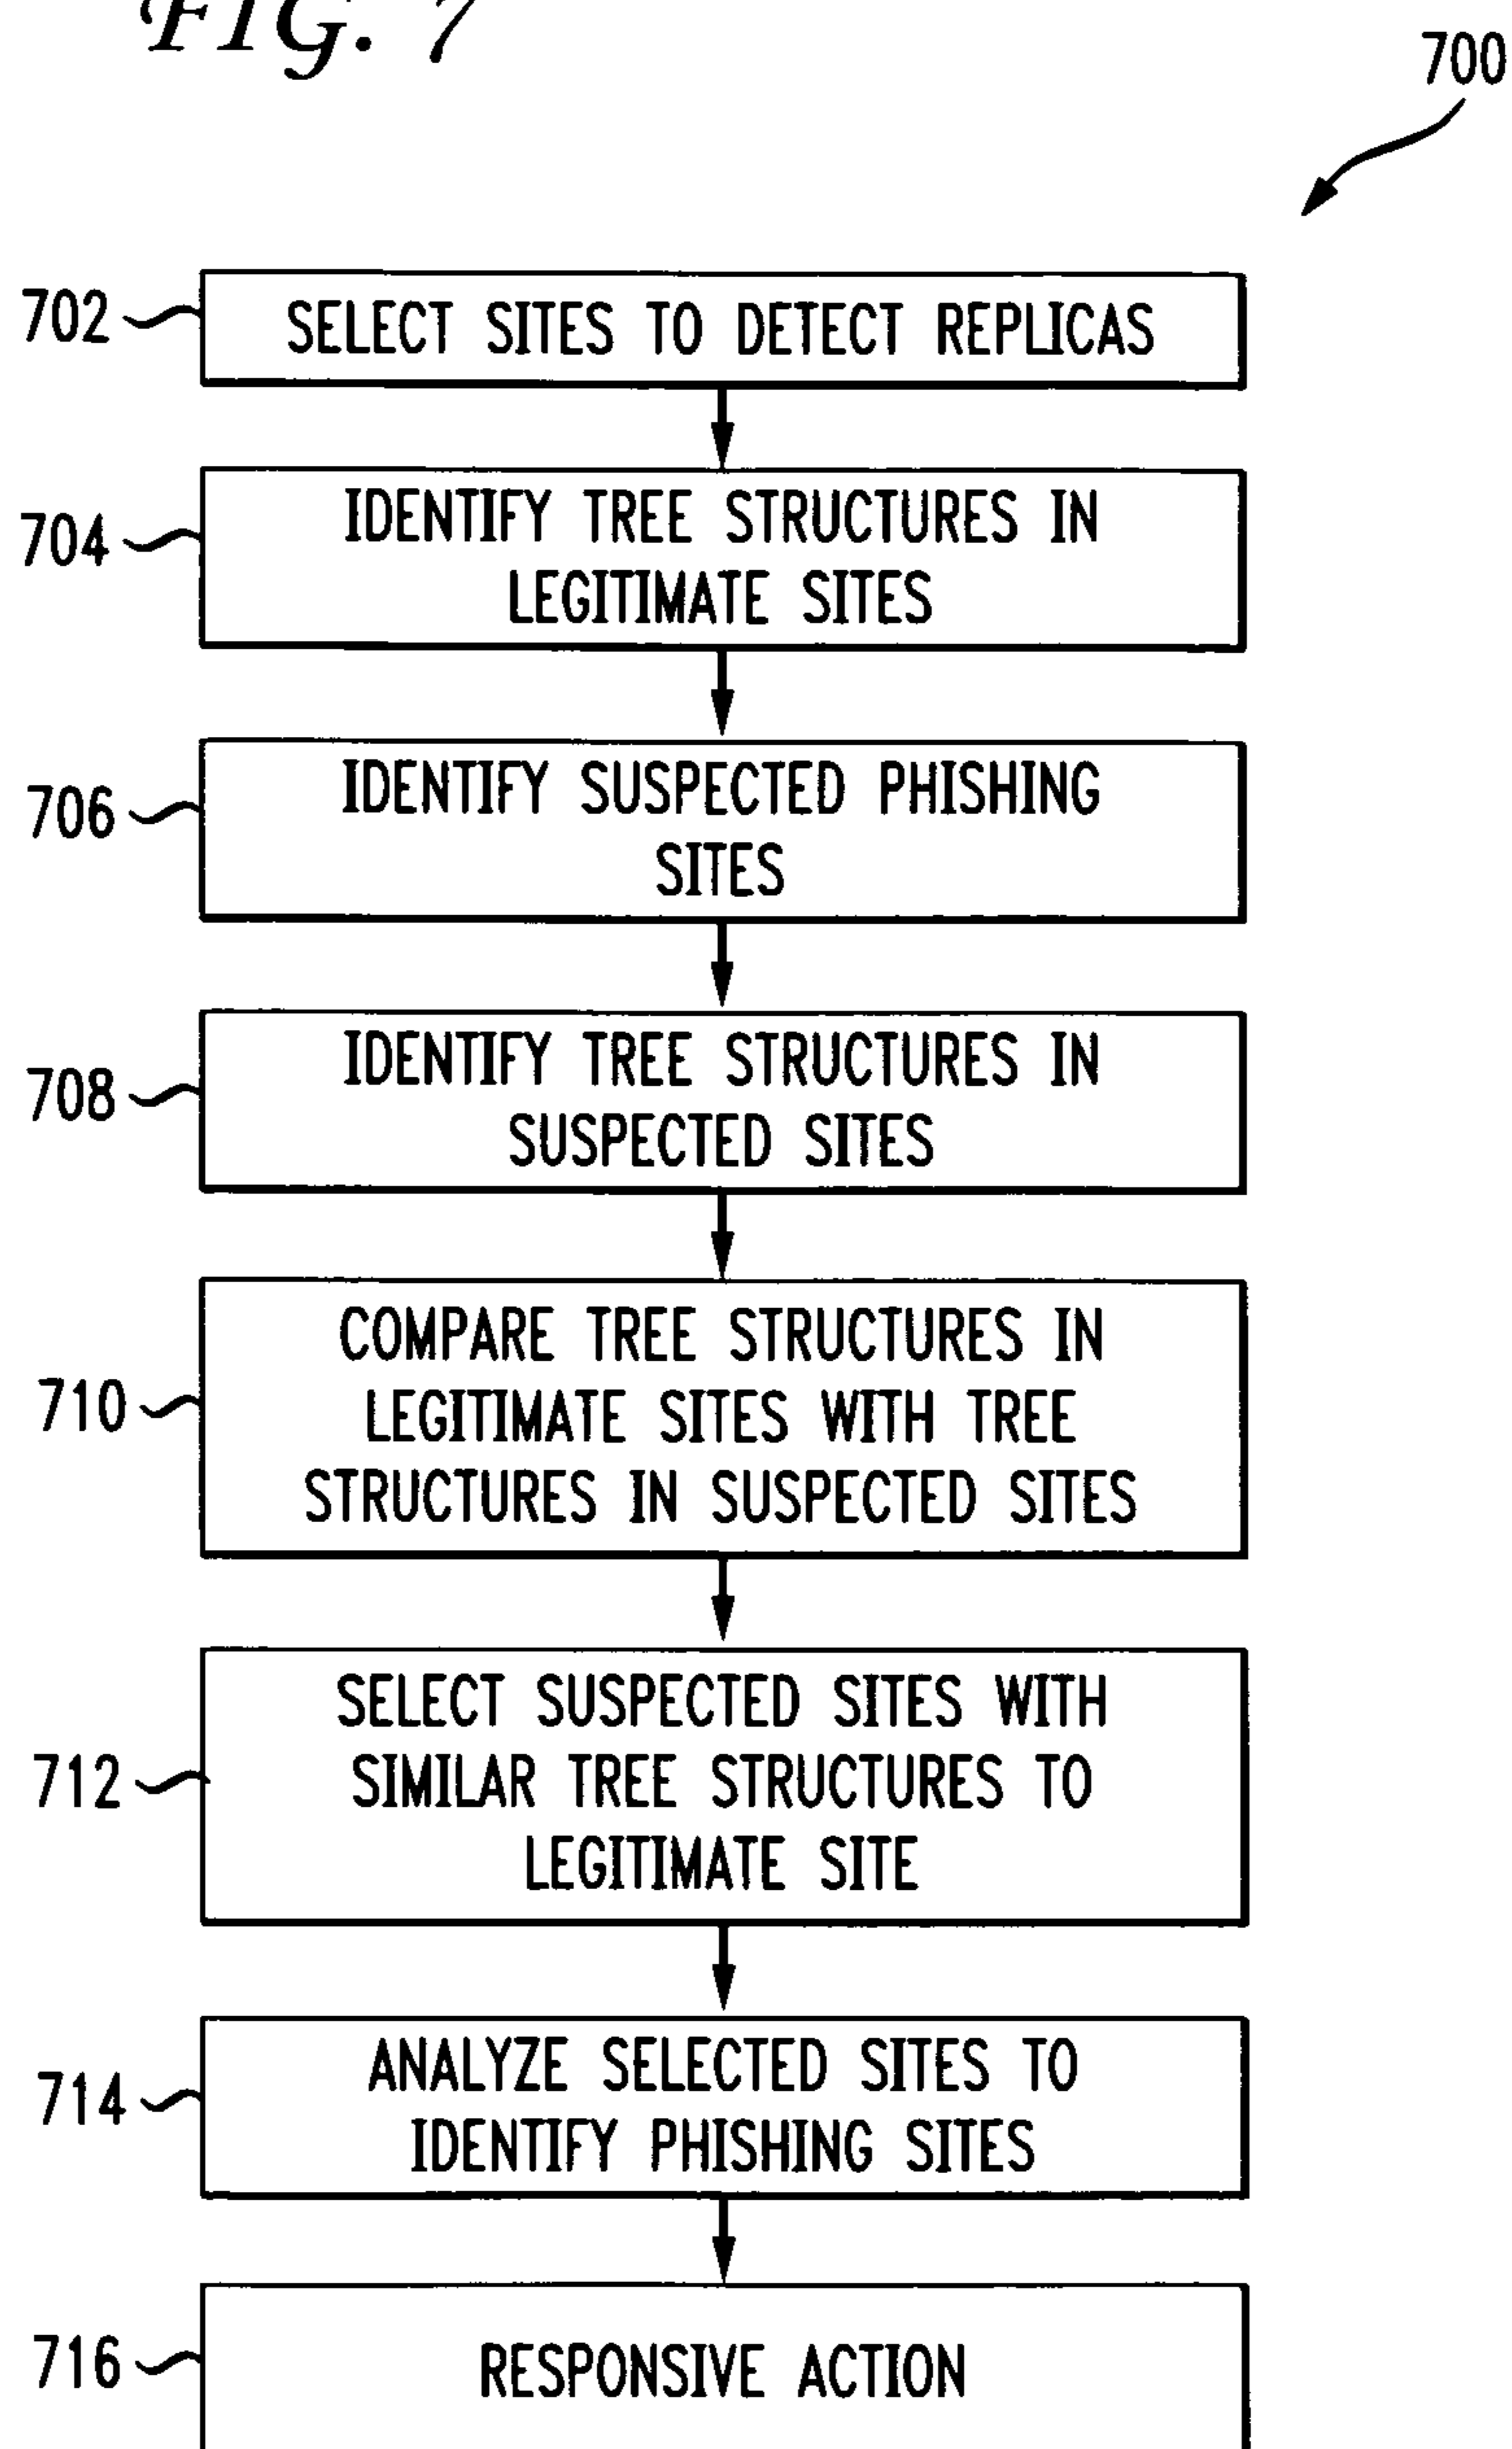 FIG. 7
700
702
SELECT SITES TO DETECT REPLICAS
704
IDENTIFY TREE STRUCTURES IN
LEGITIMATE SITES
706
IDENTIFY SUSPECTED PHISHING
SITES
708
IDENTIFY TREE STRUCTURES IN
SUSPECTED SITES
710
COMPARE TREE STRUCTURES IN
LEGITIMATE SITES WITH TREE
STRUCTURES IN SUSPECTED SITES
712
SELECT SUSPECTED SITES WITH
SIMILAR TREE STRUCTURES TO
LEGITIMATE SITE
714
ANALYZE SELECTED SITES TO
IDENTIFY PHISHING SITES
716
RESPONSIVE ACTION